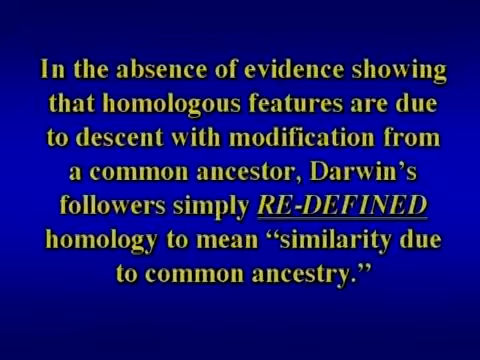 In the absence of evidence showing
that homologous features are due
to descent with modification from
a common ancestor, Darwin's
followers simply RE-DEFINED
homology to mean “similarity due
to common ancestry.”